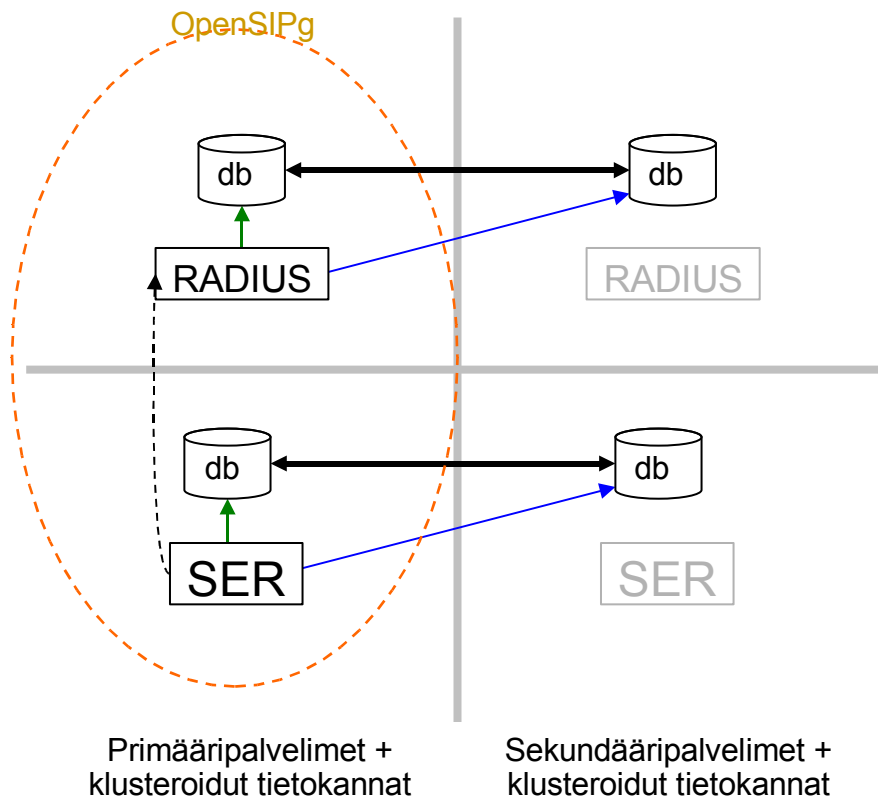 OpenSIPg
db
db
RADIUS
RADIUS
db
db
SER
SER
Primääripalvelimet +
klusteroidut tietokannat
Sekundääripalvelimet +
klusteroidut tietokannat